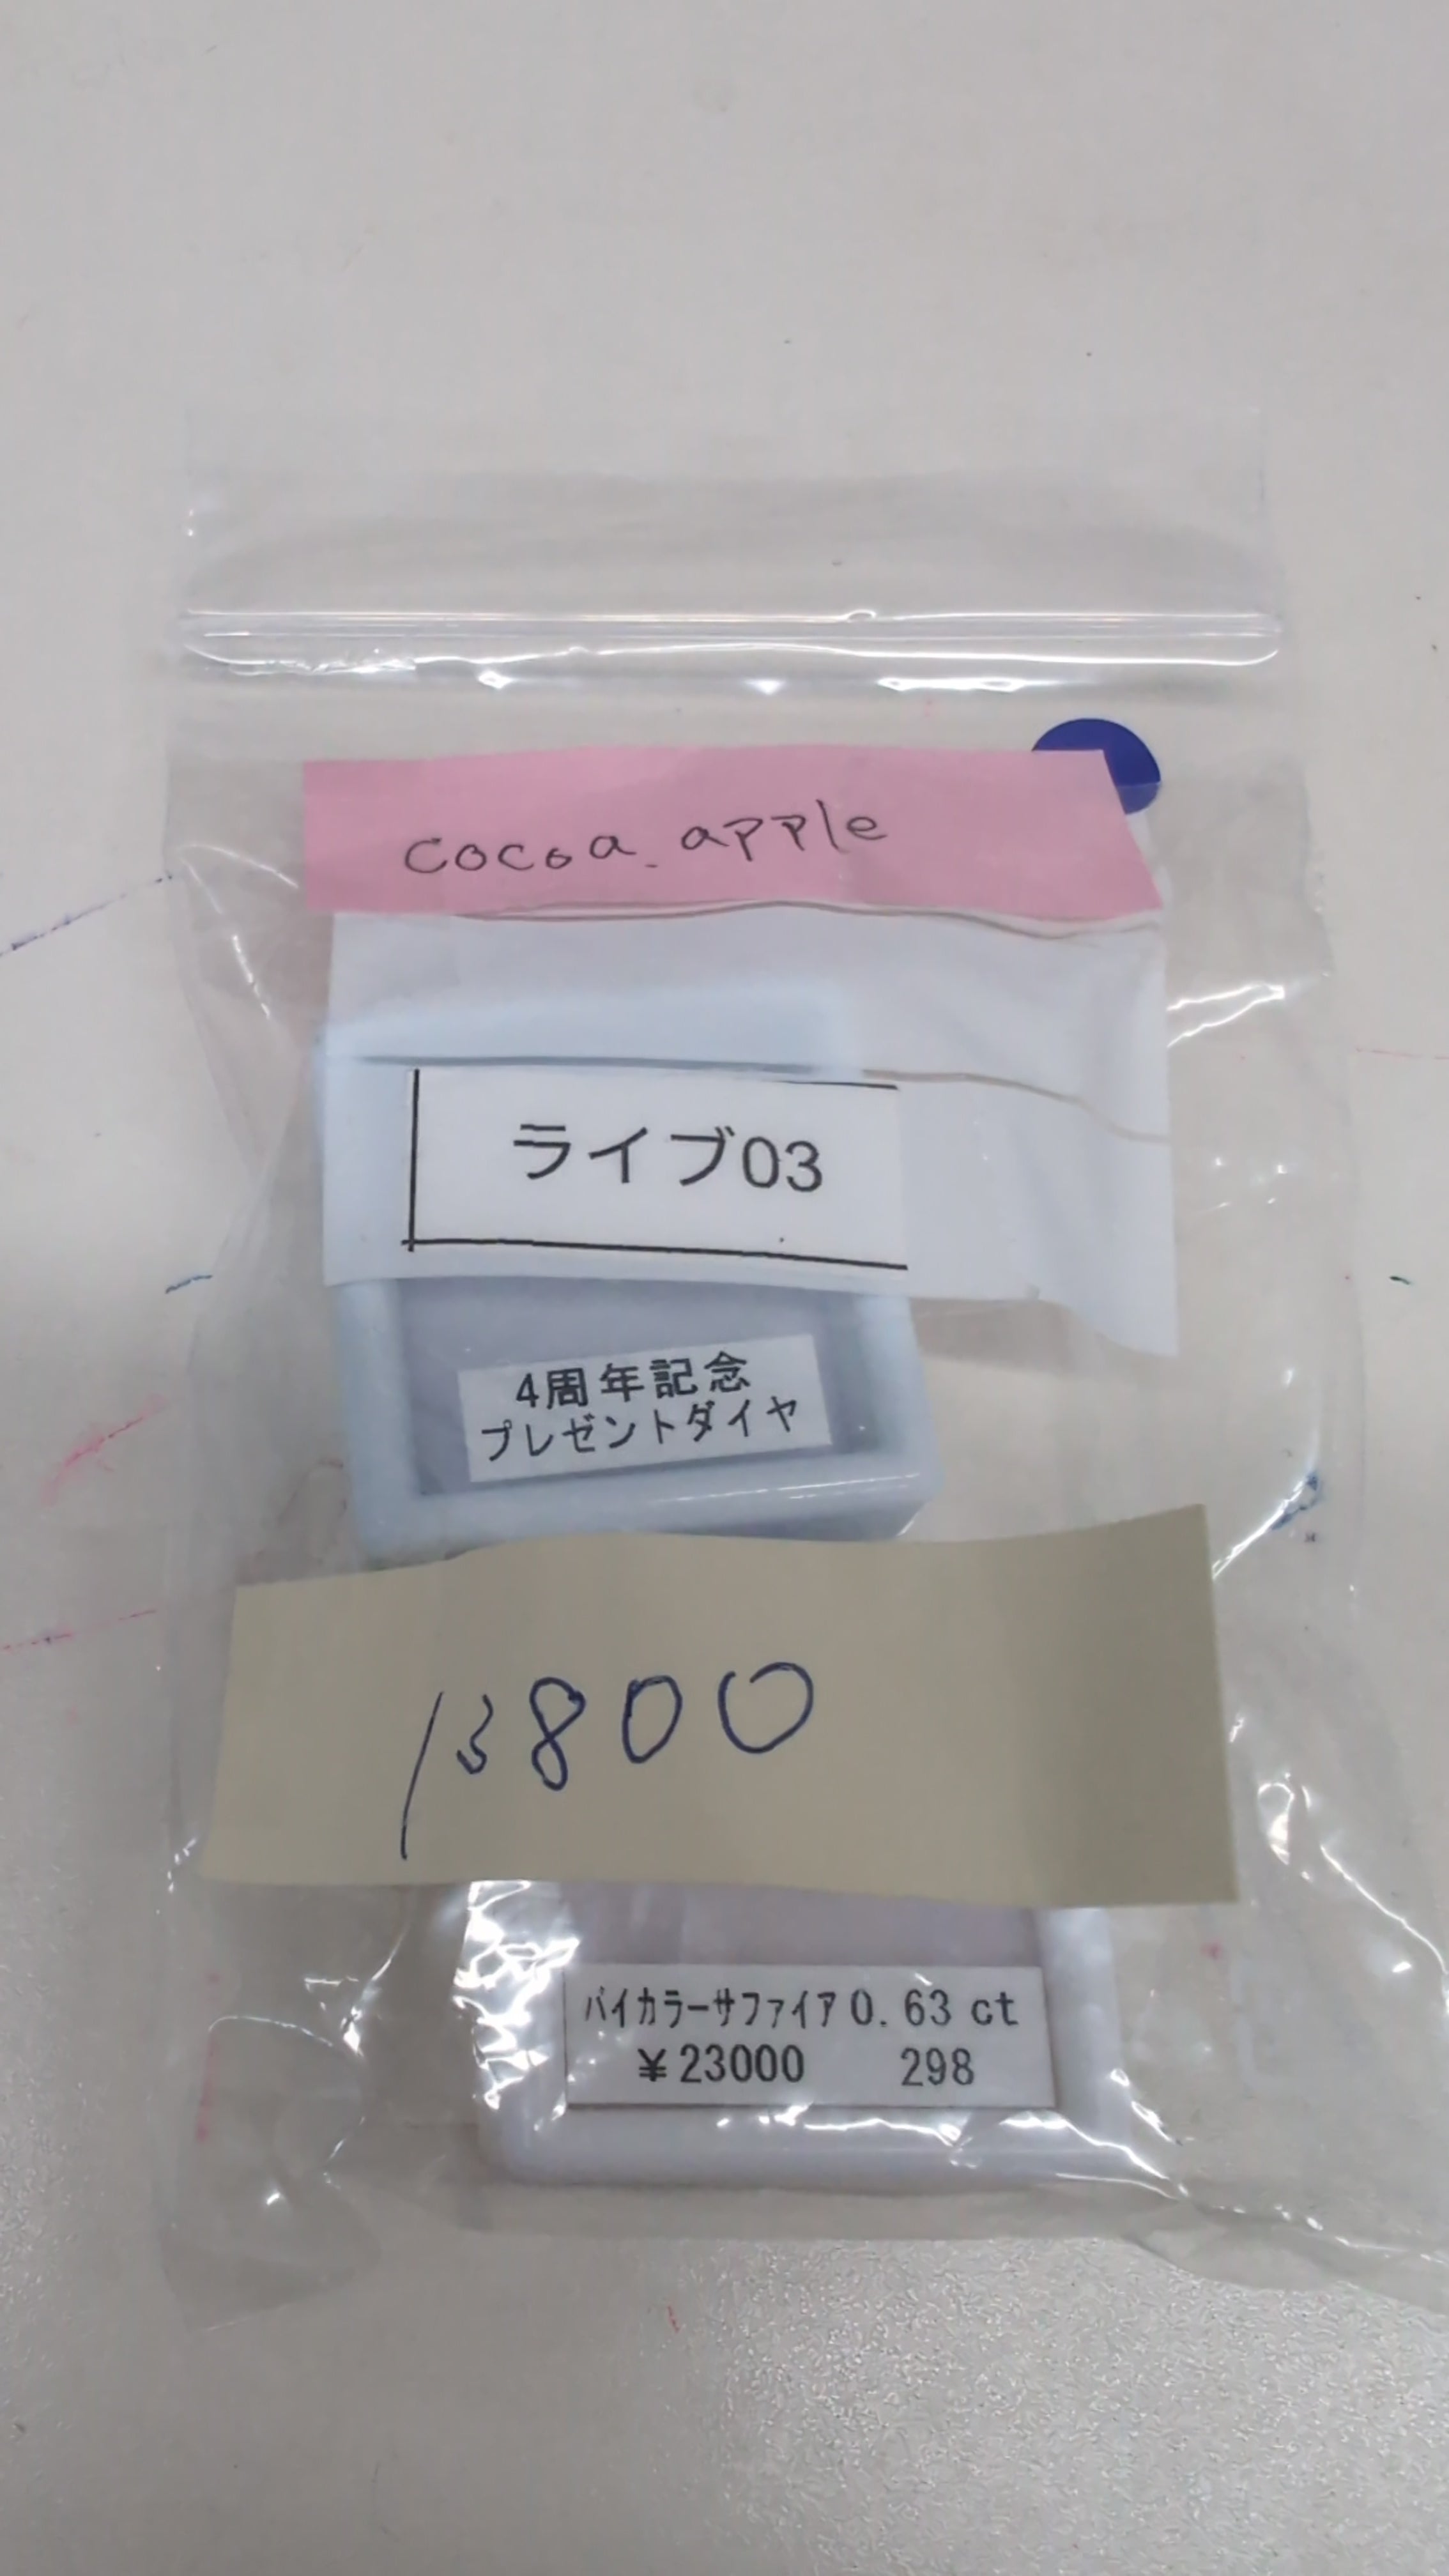 cocoa_apple
ライブ03
4周年記念
プレゼントダイヤ
13800
バイカラーサファイア0.63 ct
¥23000 298